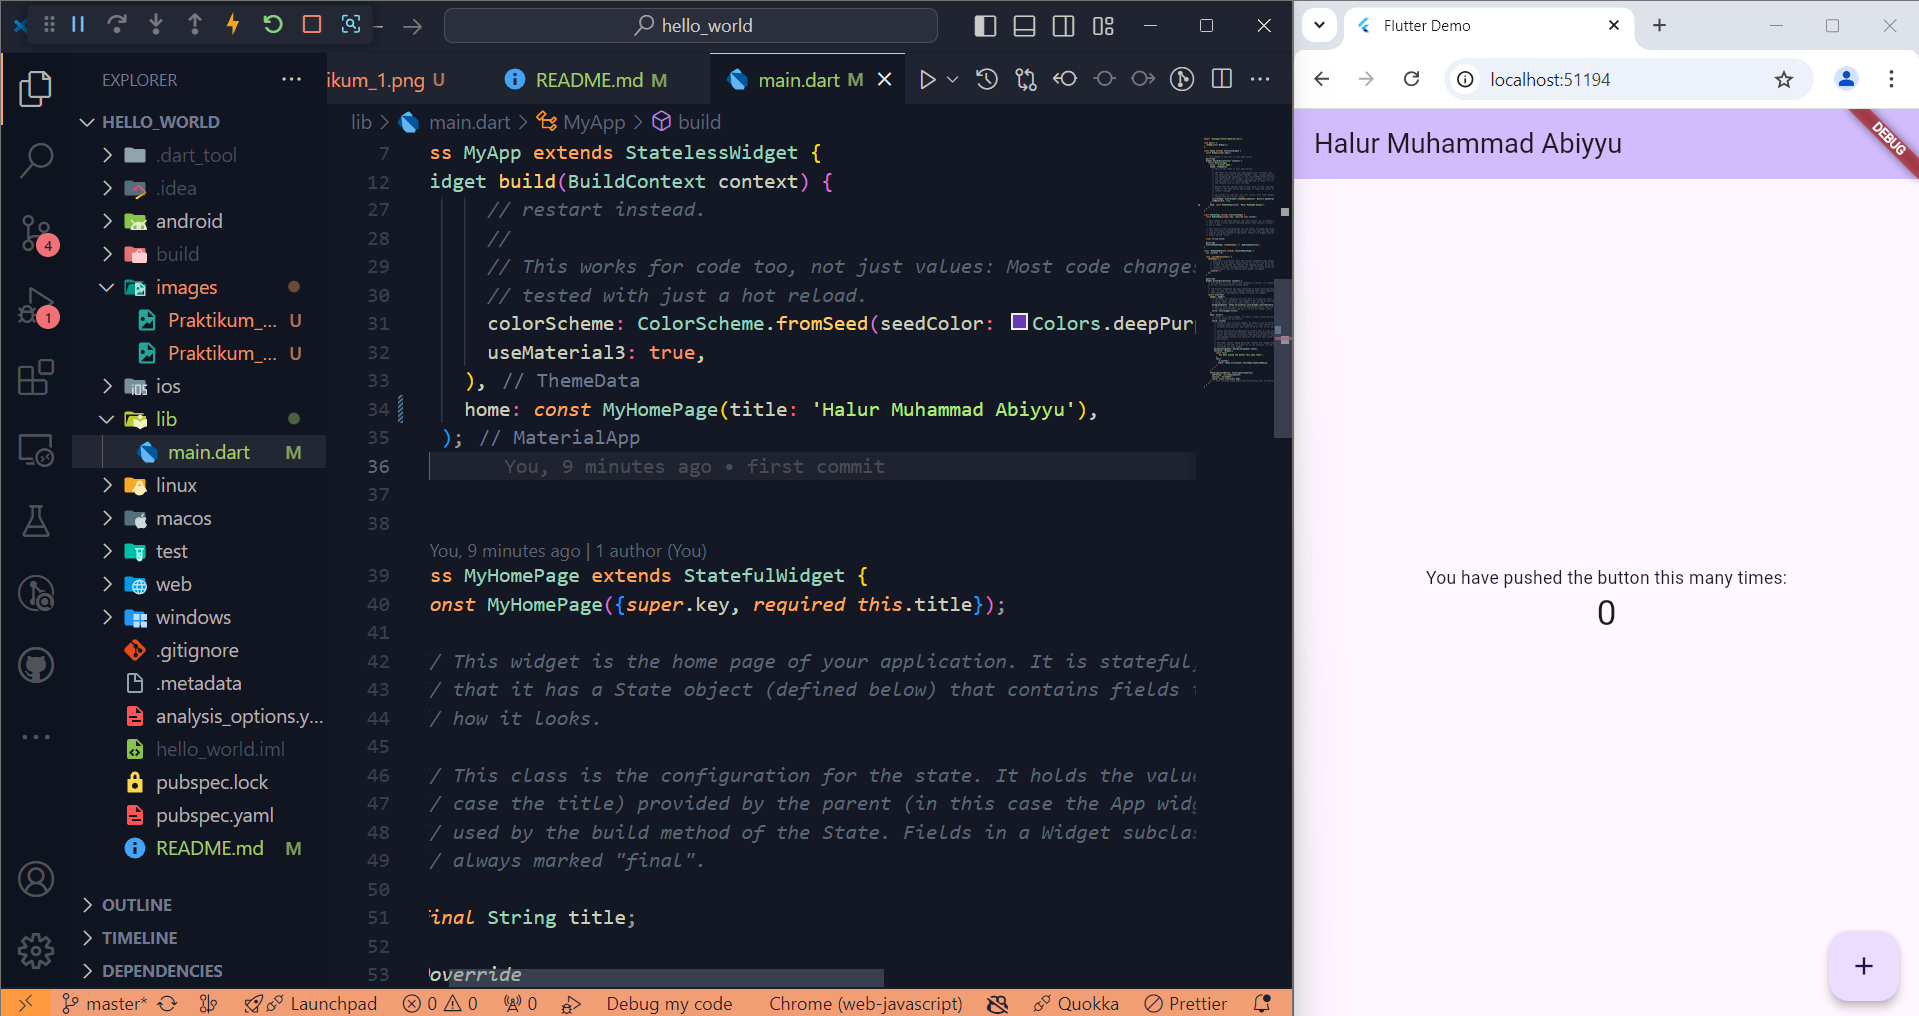 hello_world
EXPLORER
HELLO_WORLD
.dart_tool
.idea
android
build
images
Praktikum_... U
Praktikum_... U
ios
lib
main.dart M
linux
macos
test
web
windows
.gitignore
.metadata
analysis_options.y...
hello_world.iml
pubspec.lock
pubspec.yaml
README.md M
OUTLINE
TIMELINE
DEPENDENCIES
4
1
ikum_1.png U
README.md M
main.dart M
lib > main.dart > MyApp > build
7 ss MyApp extends StatelessWidget {
12 idget build(BuildContext context) {
27 // restart instead.
28 //
29 // This works for code too, not just values: Most code changes
30 // tested with just a hot reload.
31 colorScheme: ColorScheme.fromSeed(seedColor: Colors.deepPur
32 useMaterial3: true,
33 ), // ThemeData
34 home: const MyHomePage(title: 'Halur Muhammad Abiyyu'),
35 ); // MaterialApp
36 You, 9 minutes ago • first commit
37
38
You, 9 minutes ago | 1 author (You)
39 ss MyHomePage extends StatefulWidget {
40 onst MyHomePage({super.key, required this.title});
41
42 / This widget is the home page of your application. It is stateful,
43 / that it has a State object (defined below) that contains fields
44 / how it looks.
45
46 / This class is the configuration for the state. It holds the value
47 / case the title) provided by the parent (in this case the App widg
48 / used by the build method of the State. Fields in a Widget subclas
49 / always marked "final".
50
51 inal String title;
52
53 override
master* Launchpad 0 0 0 Debug my code Chrome (web-javascript) Quokka Prettier
Flutter Demo
localhost:51194
Halur Muhammad Abiyyu
DEBUG
You have pushed the button this many times:
0
+